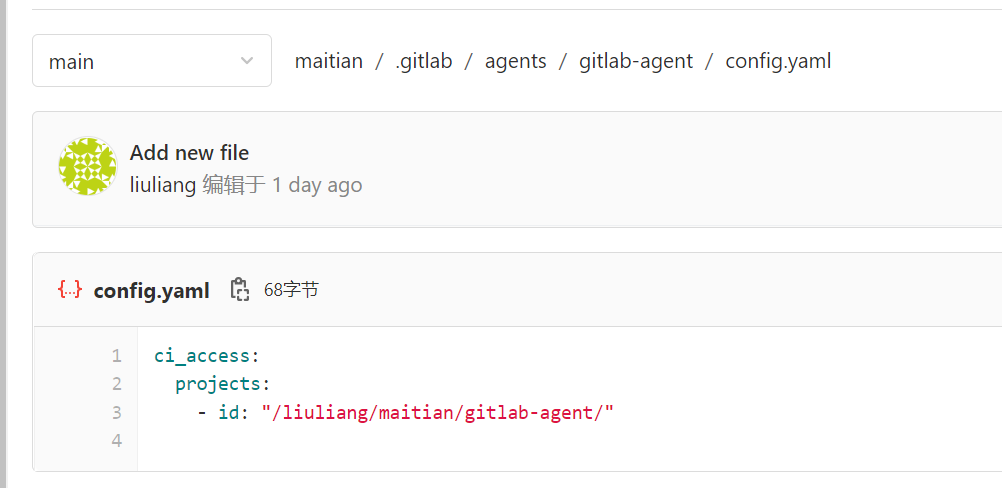 main
maitian / .gitlab / agents / gitlab-agent / config.yaml
Add new file
liuliang 编辑于 1 day ago
{...} config.yaml 68字节
1 ci_access:
2   projects:
3     - id: "/liuliang/maitian/gitlab-agent/"
4